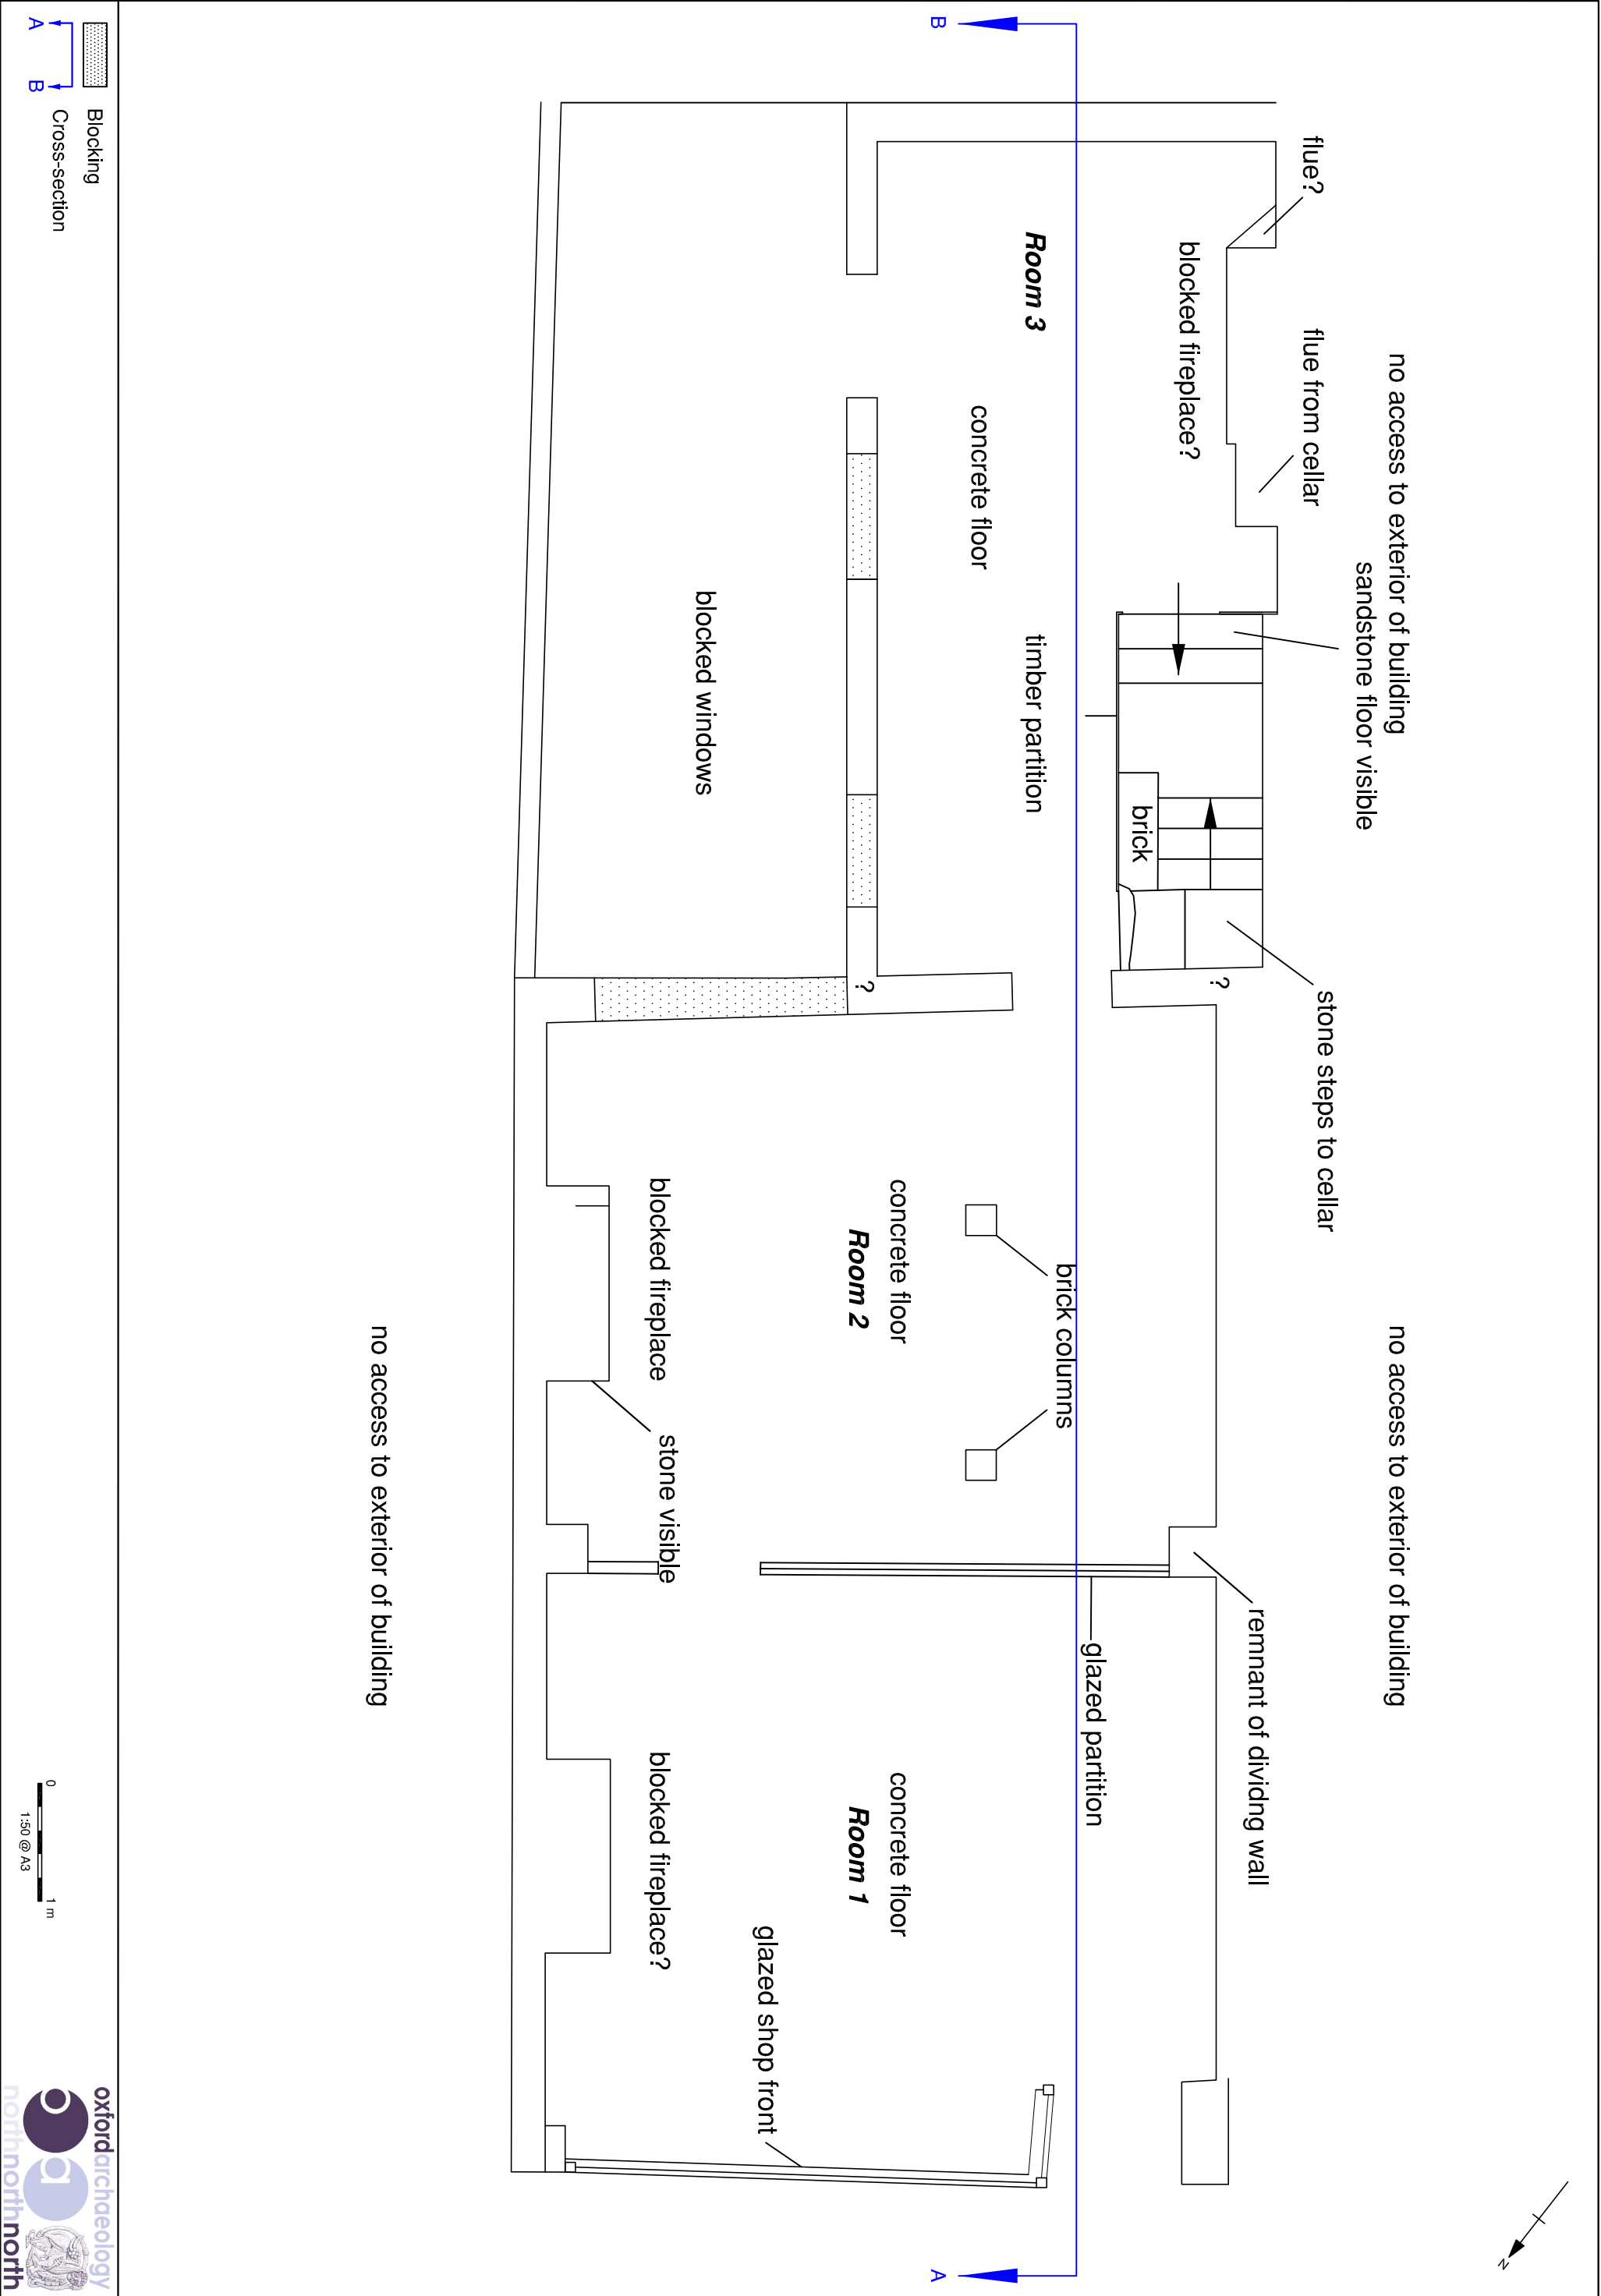 no access to exterior of building
no access to exterior of building
sandstone floor visible
flue?
flue from cellar
stone steps to cellar
remnant of dividng wall
blocked fireplace?
brick
?
glazed partition
brick columns
Room 3
timber partition
concrete floor
concrete floor
concrete floor
?
Room 2
Room 1
glazed shop front
blocked windows
blocked fireplace
stone visible
blocked fireplace?
no access to exterior of building
B
A
N
Blocking
Cross-section
A
B
0
1 m
1:50 @ A3
oxfordarchaeology
northnorthnorth